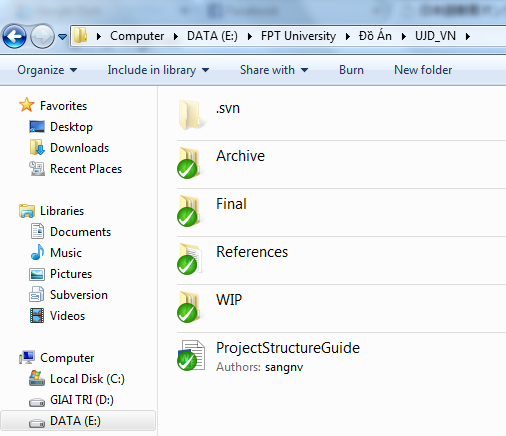 Computer DATA (E:) FPT University Đồ Án UJD_VN
Organize Include in library Share with Burn New folder
Favorites
Desktop
Downloads
Recent Places
Libraries
Documents
Music
Pictures
Subversion
Videos
Computer
Local Disk (C:)
GIAI TRI (D:)
DATA (E:)
.svn
Archive
Final
References
WIP
ProjectStructureGuide
Authors: sangnv